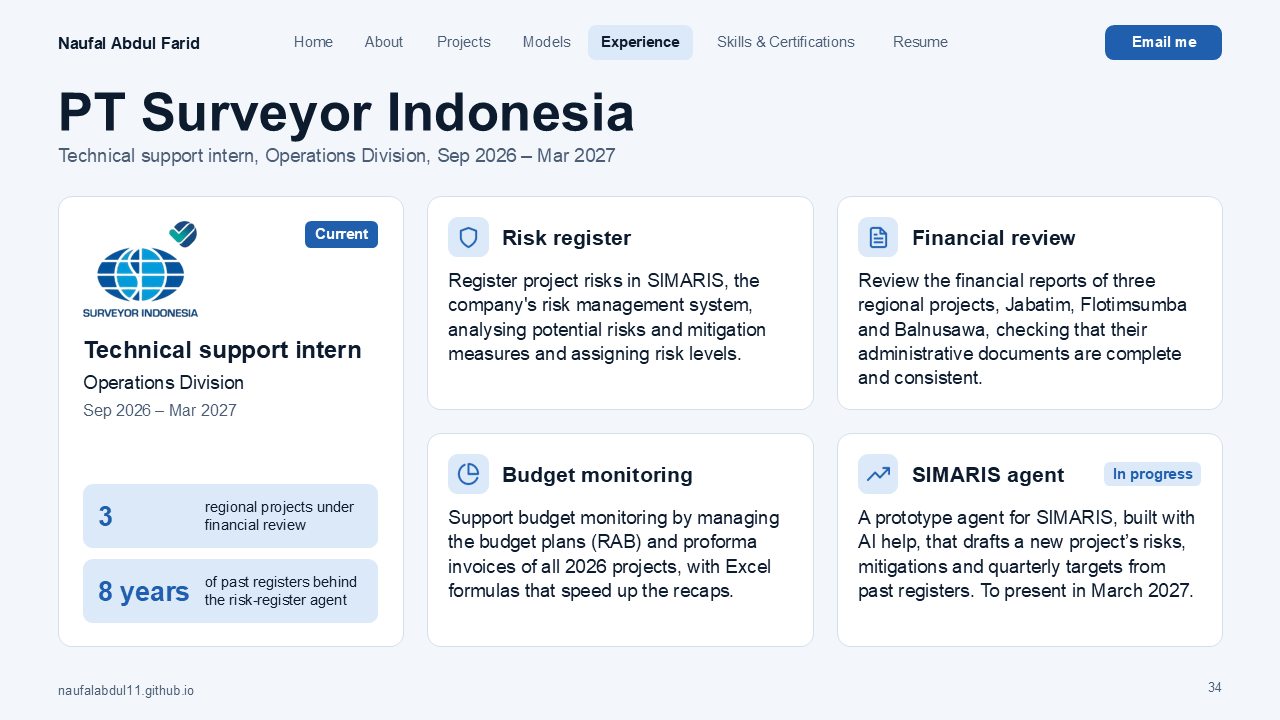 Naufal Abdul Farid
Home
About
Projects
Models
Experience
Skills & Certifications
Resume
Email me
PT Surveyor Indonesia
Technical support intern, Operations Division, Sep 2026 – Mar 2027
Current
SURVEYOR INDONESIA
Technical support intern
Operations Division
Sep 2026 – Mar 2027
3
regional projects under
financial review
8 years
of past registers behind
the risk-register agent
Risk register
Register project risks in SIMARIS, the
company's risk management system,
analysing potential risks and mitigation
measures and assigning risk levels.
Financial review
Review the financial reports of three
regional projects, Jabatim, Flotimsumba
and Balnusawa, checking that their
administrative documents are complete
and consistent.
Budget monitoring
Support budget monitoring by managing
the budget plans (RAB) and proforma
invoices of all 2026 projects, with Excel
formulas that speed up the recaps.
SIMARIS agent
In progress
A prototype agent for SIMARIS, built with
AI help, that drafts a new project’s risks,
mitigations and quarterly targets from
past registers. To present in March 2027.
naufalabdul11.github.io
34